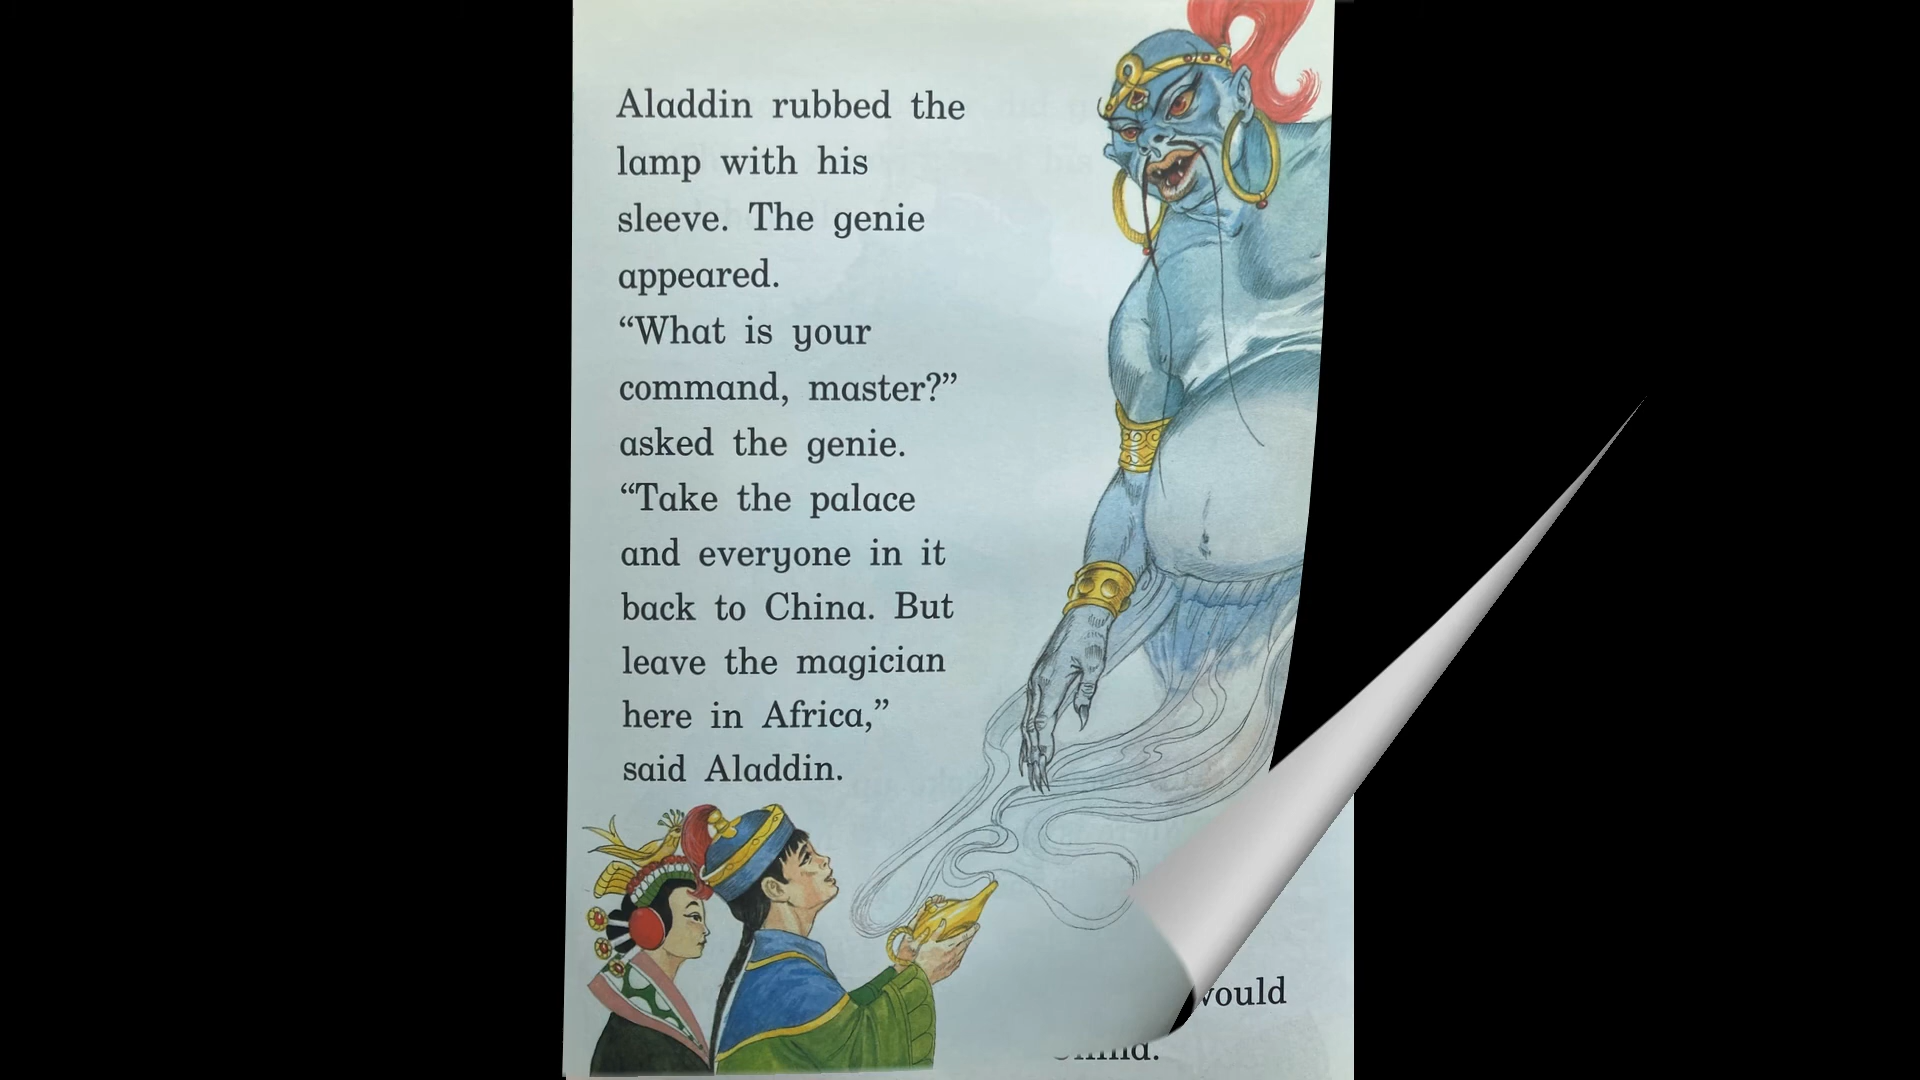 Aladdin rubbed the
lamp with his
sleeve. The genie
appeared.
“What is your
command, master?”
asked the genie.
“Take the palace
and everyone in it
back to China. But
leave the magician
here in Africa,”
said Aladdin.
would
China.